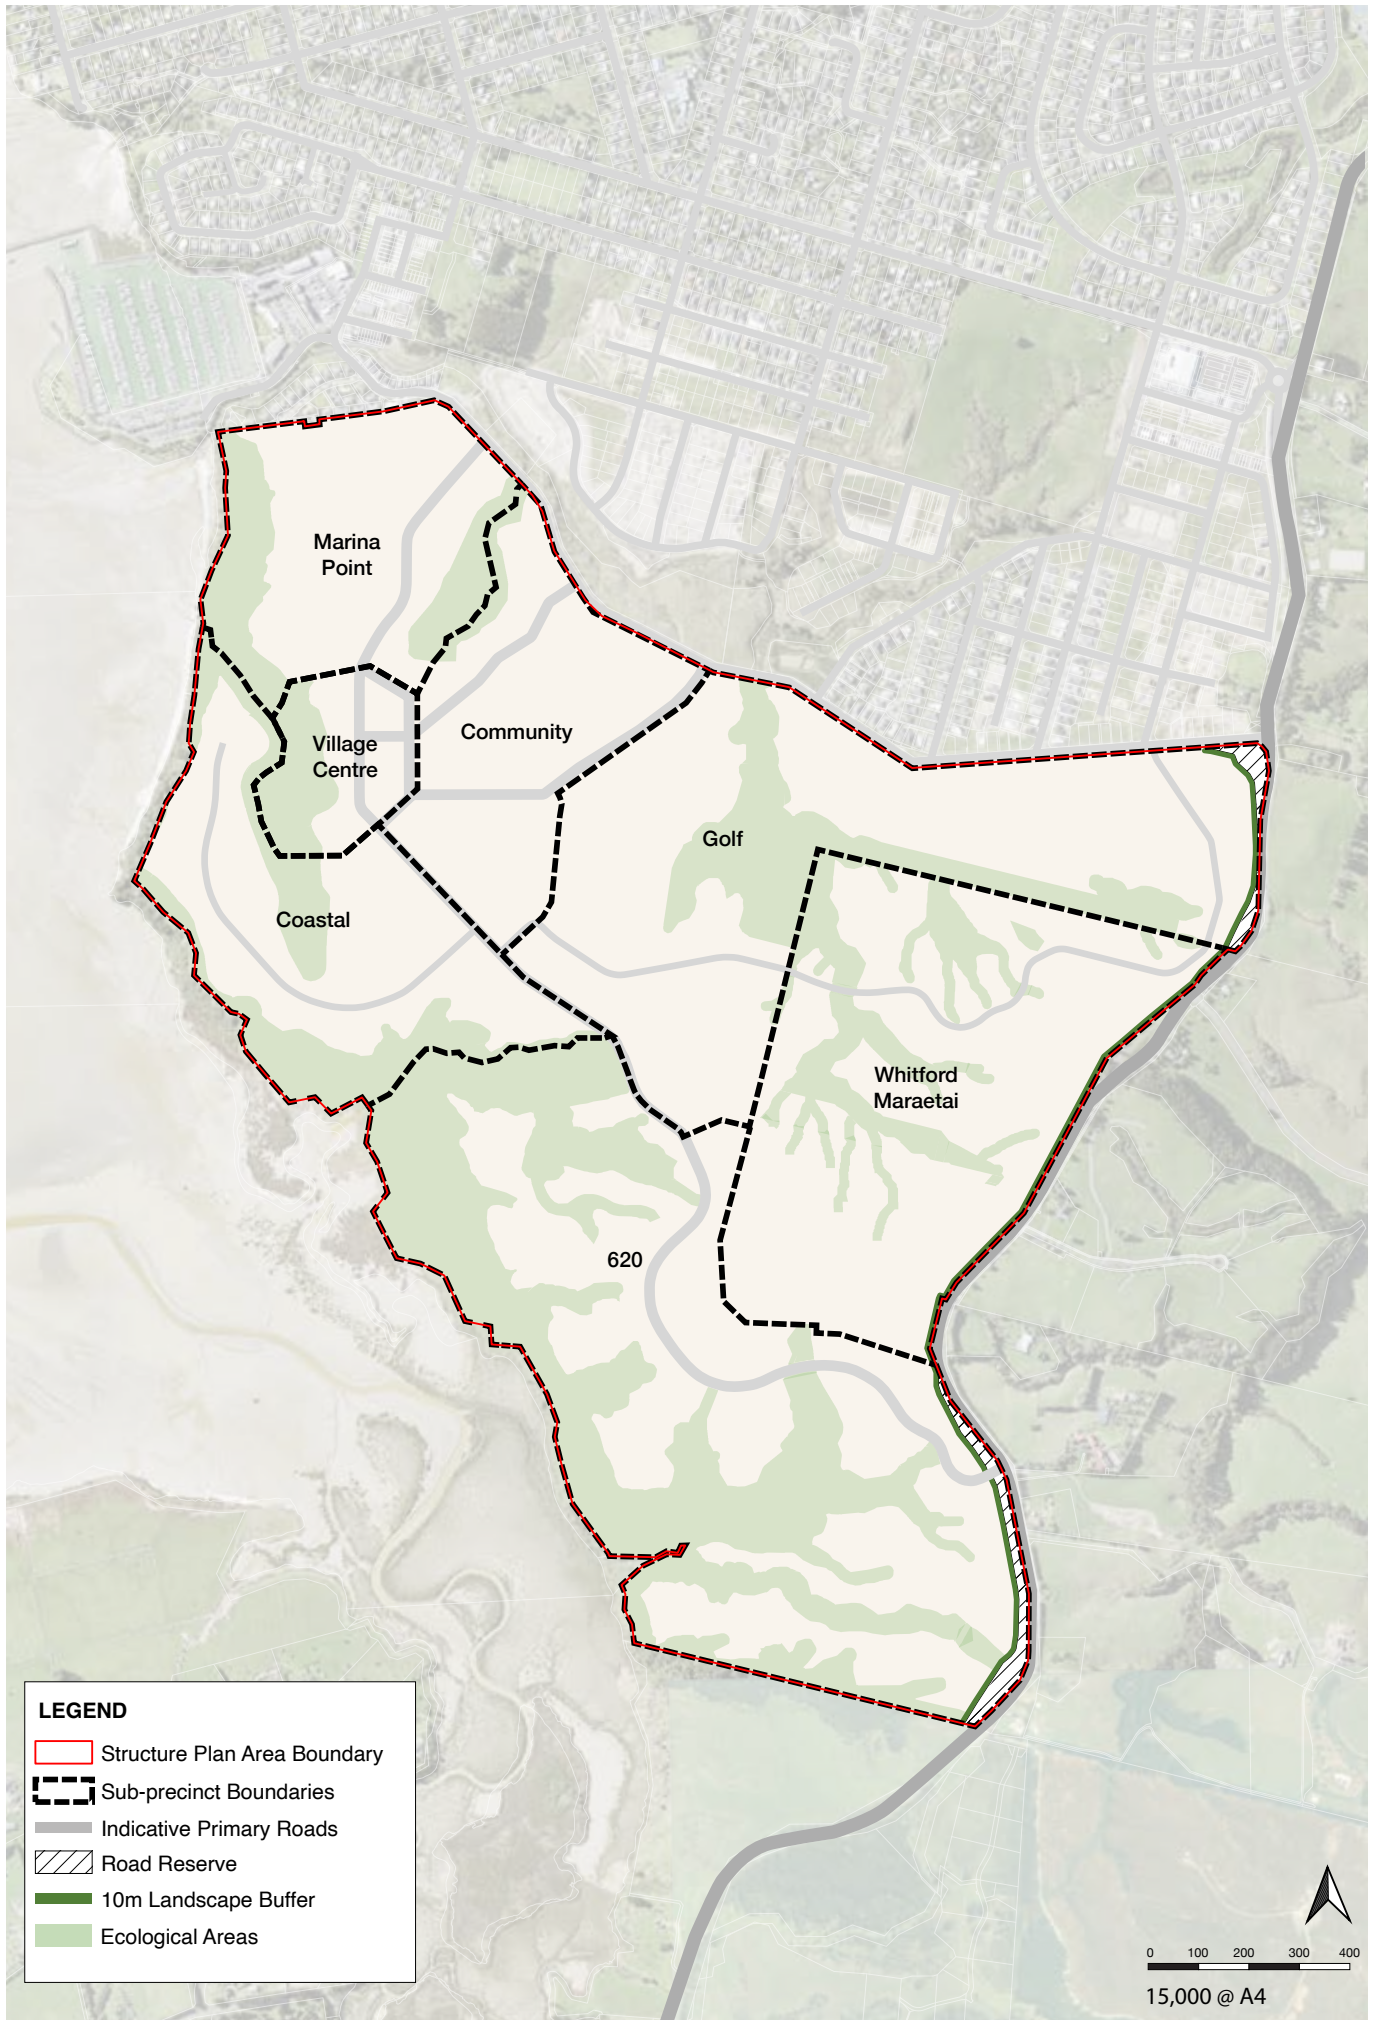 Marina
Point
Village
Centre
Community
Golf
Coastal
Whitford
Maraetai
620
LEGEND
Structure Plan Area Boundary
Sub-precinct Boundaries
Indicative Primary Roads
Road Reserve
10m Landscape Buffer
Ecological Areas
0 100 200 300 400
15,000 @ A4